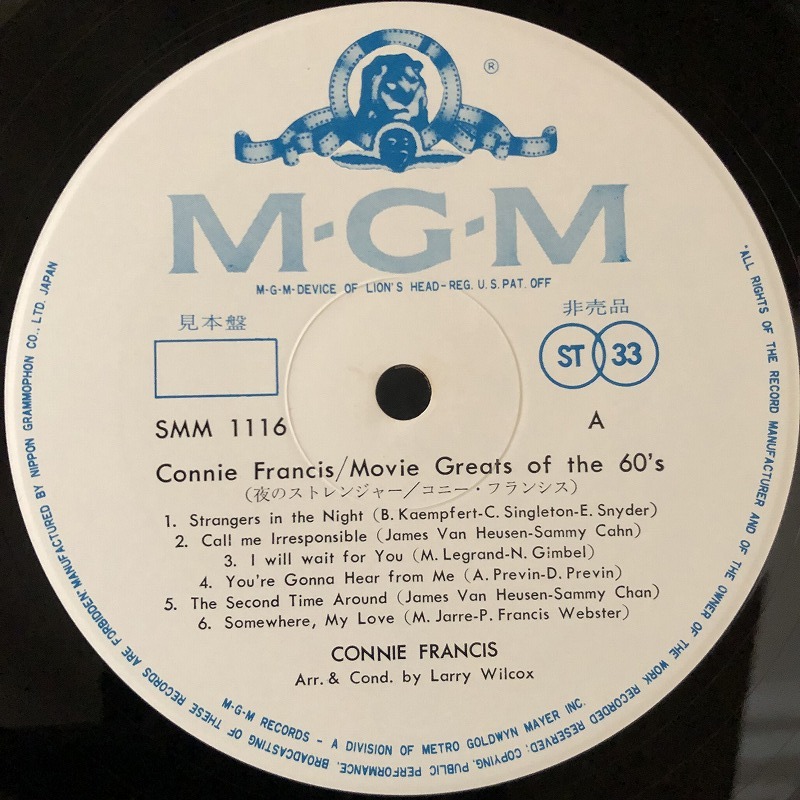 ®
M·G·M
M-G-M-DEVICE OF LION'S HEAD-REG. U.S. PAT. OFF
見本盤
非売品
ST 33
SMM 1116
A
Connie Francis/Movie Greats of the 60's
(夜のストレンジャー/コニー・フランシス)
1. Strangers in the Night (B. Kaempfert-C. Singleton-E. Snyder)
2. Call me Irresponsible (James Van Heusen-Sammy Cahn)
3. I will wait for You (M. Legrand-N. Gimbel)
4. You're Gonna Hear from Me (A. Previn-D. Previn)
5. The Second Time Around (James Van Heusen-Sammy Chan)
6. Somewhere, My Love (M. Jarre-P. Francis Webster)
CONNIE FRANCIS
Arr. & Cond. by Larry Wilcox
M-G-M RECORDS - A DIVISION OF METRO GOLDWYN MAYER INC.
"ALL RIGHTS OF THE RECORD MANUFACTURER AND OF THE OWNER OF THE WORK RECORDED RESERVED; COPYING, PUBLIC PERFORMANCE, BROADCASTING OF THESE RECORDS ARE FORBIDDEN" MANUFACTURED BY NIPPON GRAMMOPHON CO., LTD. JAPAN